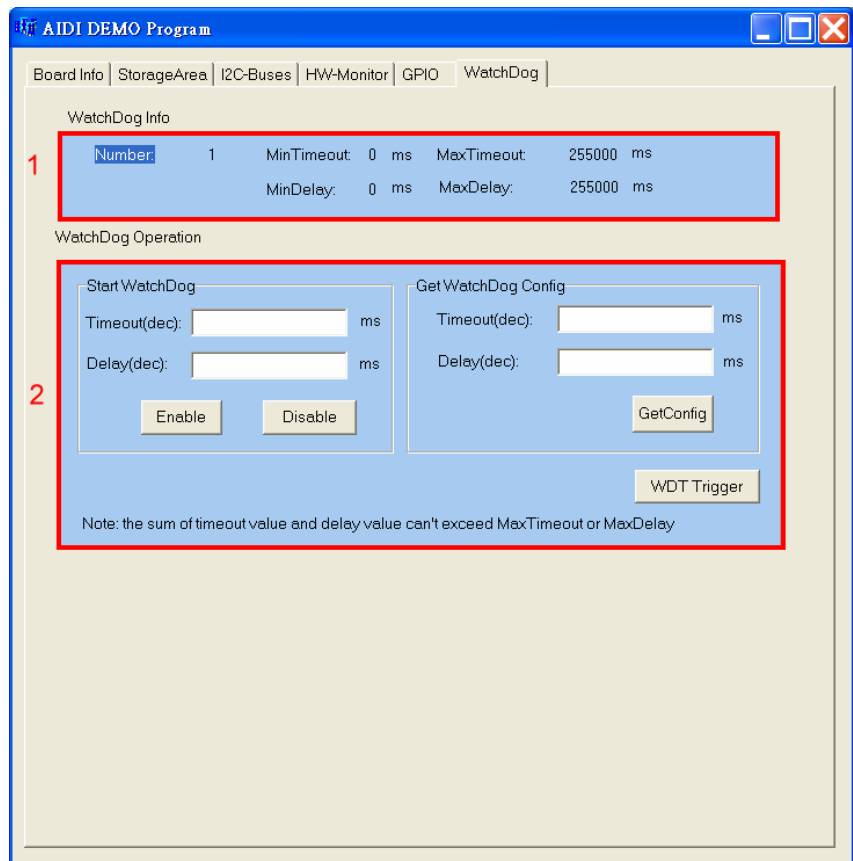 AIDI DEMO Program
Board Info StorageArea I2C-Buses HW-Monitor GPIO WatchDog
WatchDog Info
1
Number: 1 MinTimeout: 0 ms MaxTimeout: 255000 ms
MinDelay: 0 ms MaxDelay: 255000 ms
WatchDog Operation
2
Start WatchDog
Timeout(dec): ms
Delay(dec): ms
Enable Disable
Get WatchDog Config
Timeout(dec): ms
Delay(dec): ms
GetConfig
WDT Trigger
Note: the sum of timeout value and delay value can't exceed MaxTimeout or MaxDelay